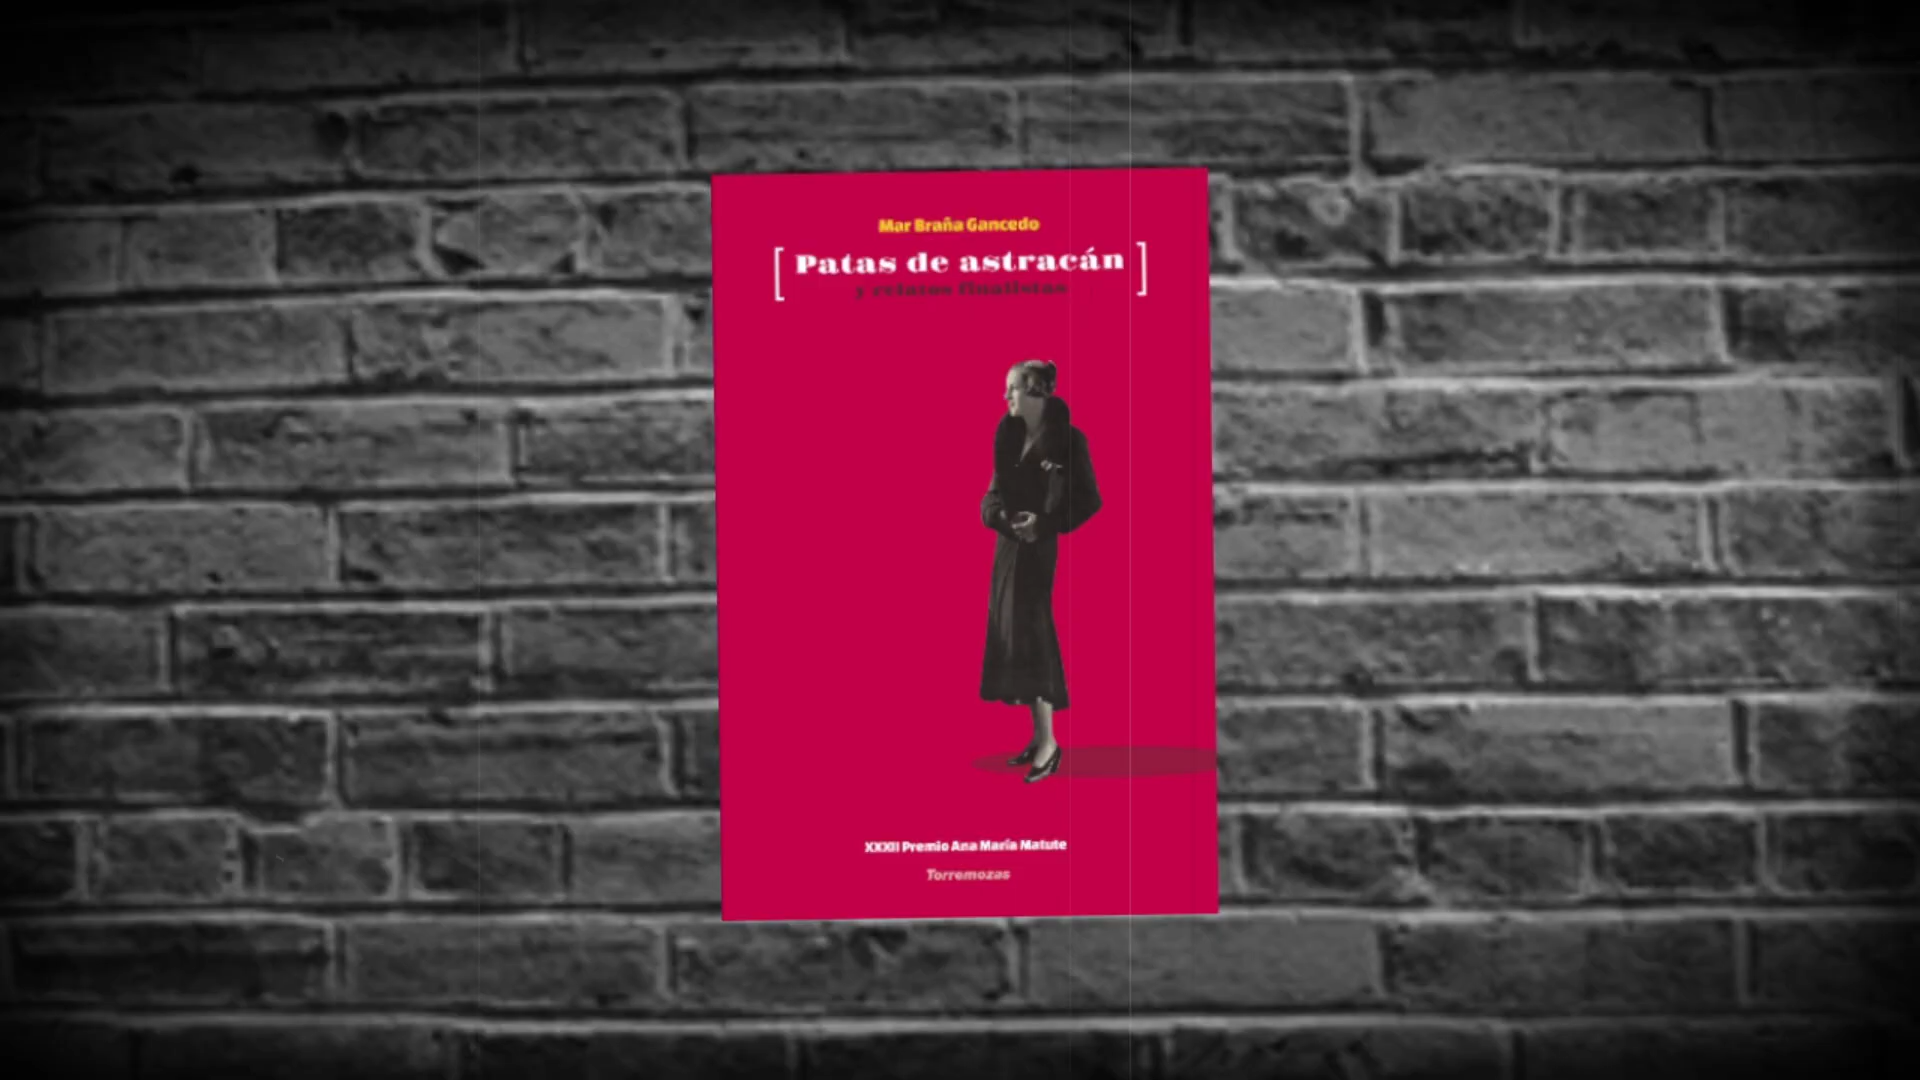 Mar Braña Gancedo
[ Patas de astracán ]
y relatos finalistas
XXXII Premio Ana María Matute
Torremozas